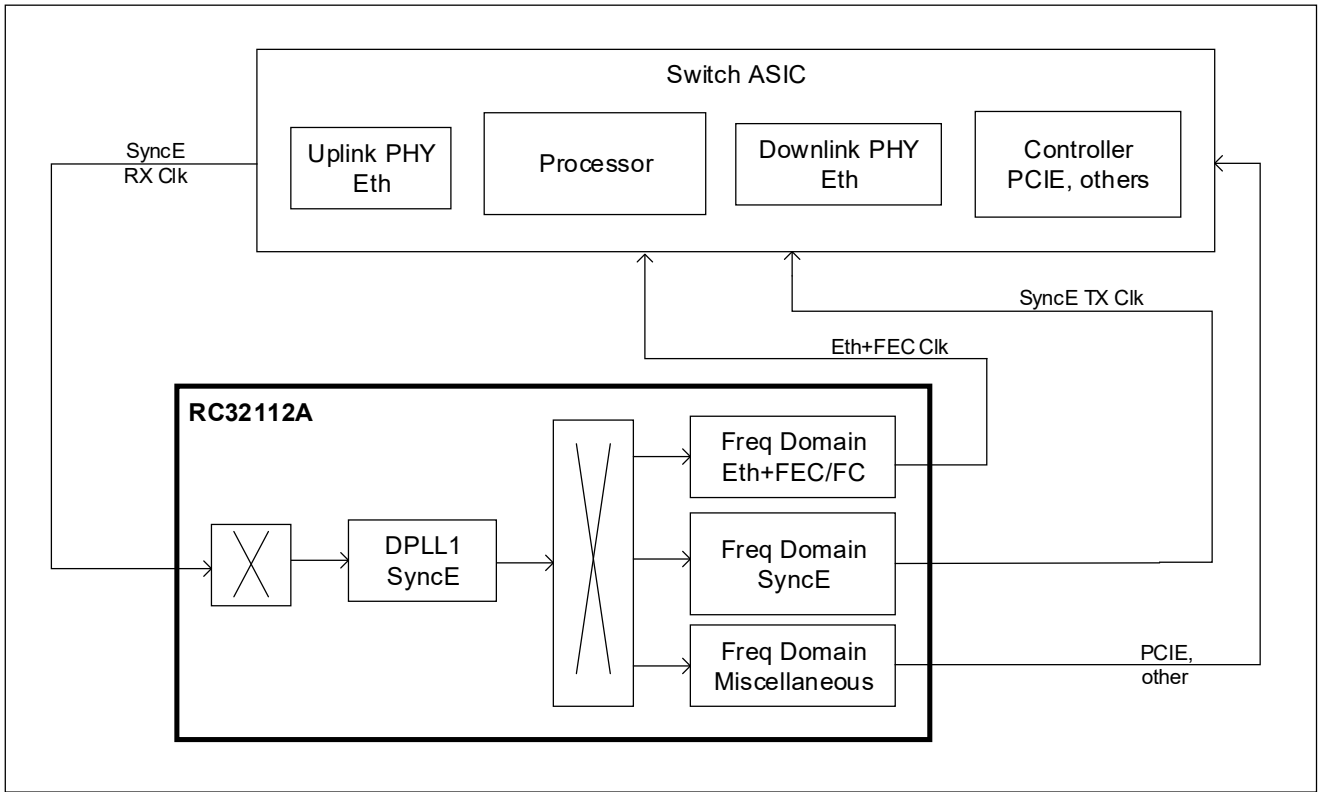 Switch ASIC
Uplink PHY
Eth
Processor
Downlink PHY
Eth
Controller
PCIE, others
SyncE
RX Clk
SyncE TX Clk
Eth+FEC Clk
RC32112A
Freq Domain
Eth+FEC/FC
DPLL1
SyncE
Freq Domain
SyncE
Freq Domain
Miscellaneous
PCIE,
other